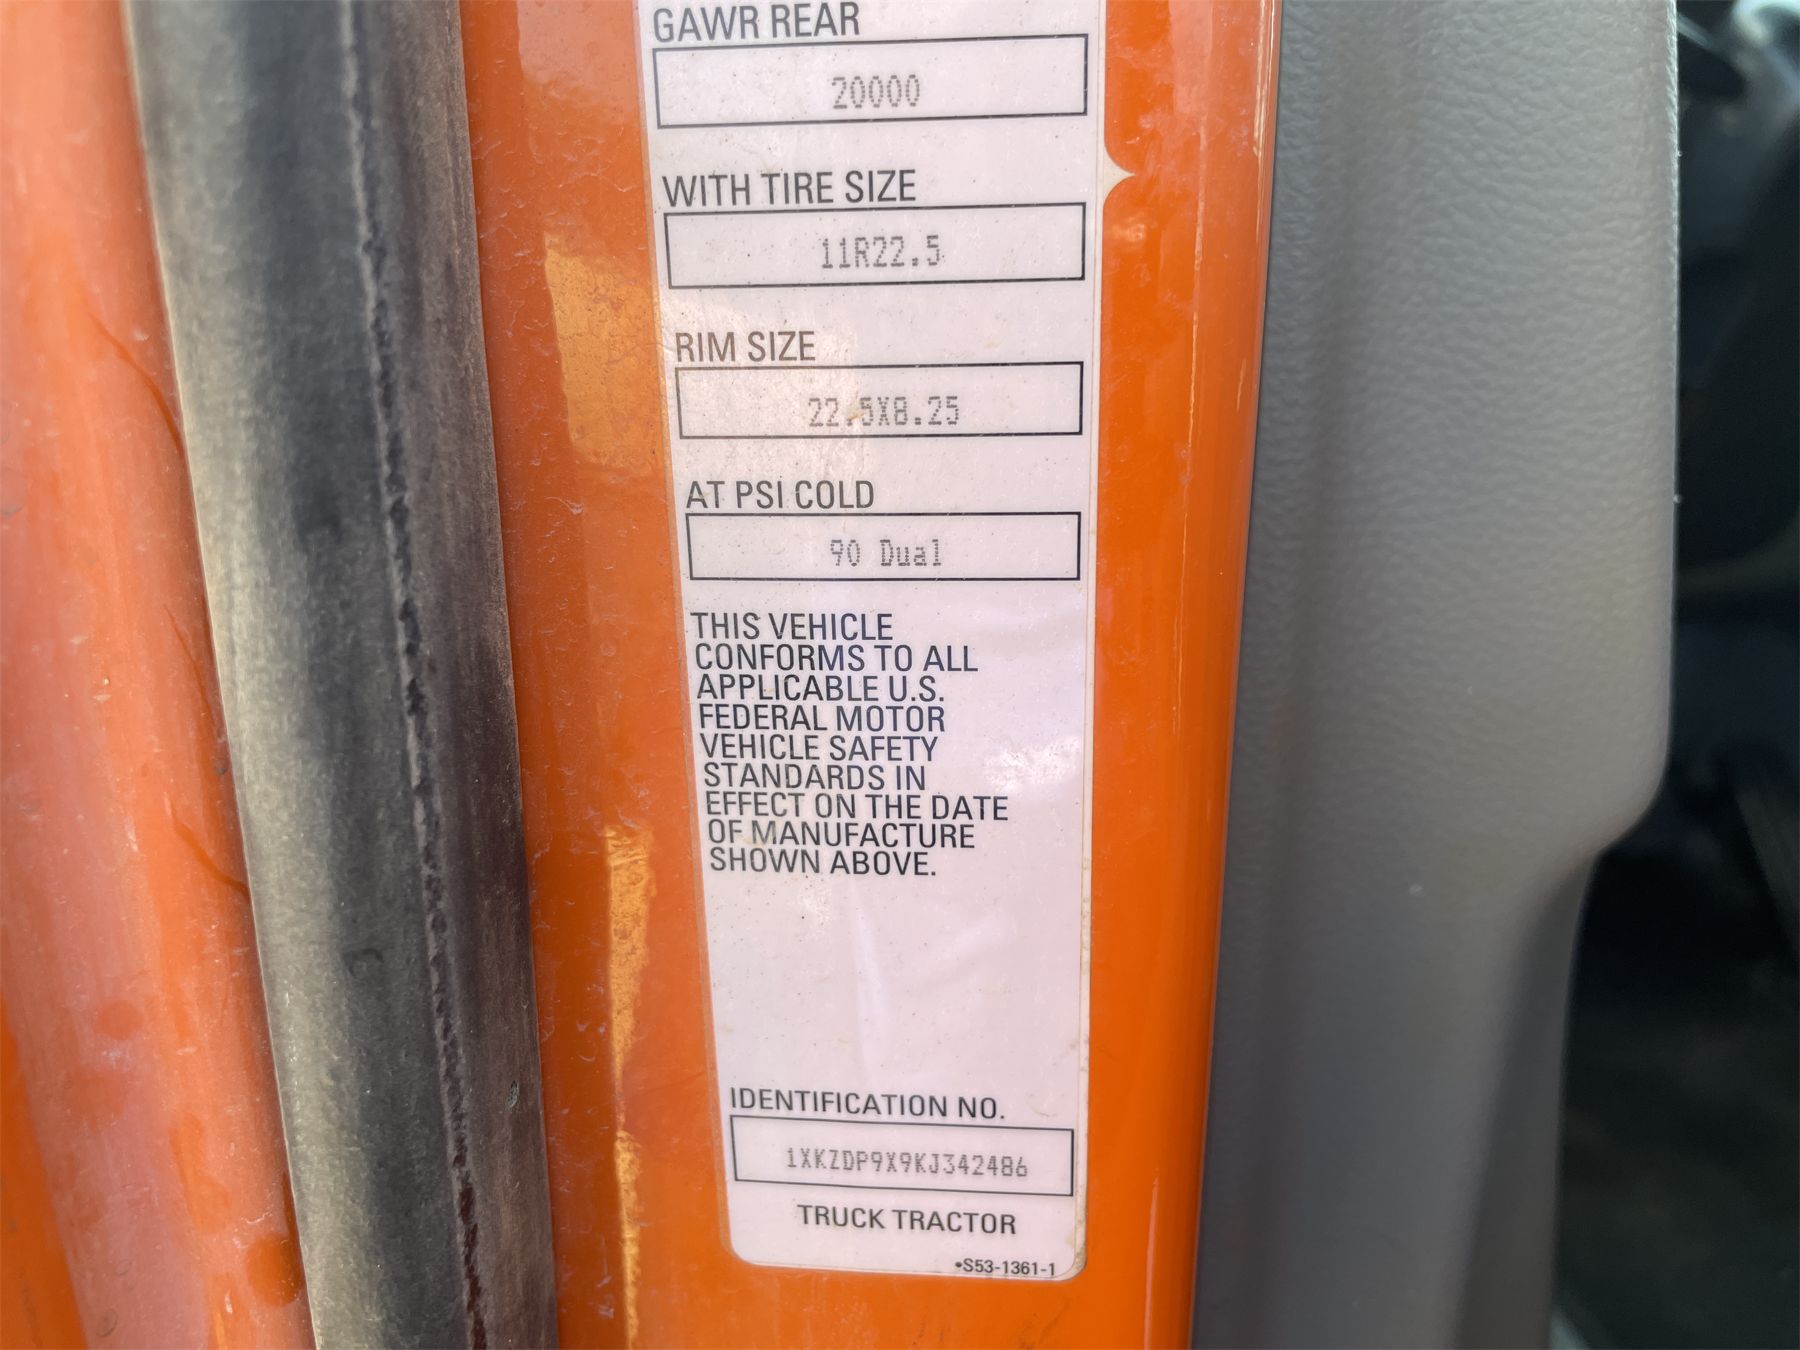 GAWR REAR
20000
WITH TIRE SIZE
11R22.5
RIM SIZE
22.5X8.25
AT PSI COLD
90 Dual
THIS VEHICLE
CONFORMS TO ALL
APPLICABLE U.S.
FEDERAL MOTOR
VEHICLE SAFETY
STANDARDS IN
EFFECT ON THE DATE
OF MANUFACTURE
SHOWN ABOVE.
IDENTIFICATION NO.
1XKZDP9X9KJ342486
TRUCK TRACTOR
•S53-1361-1